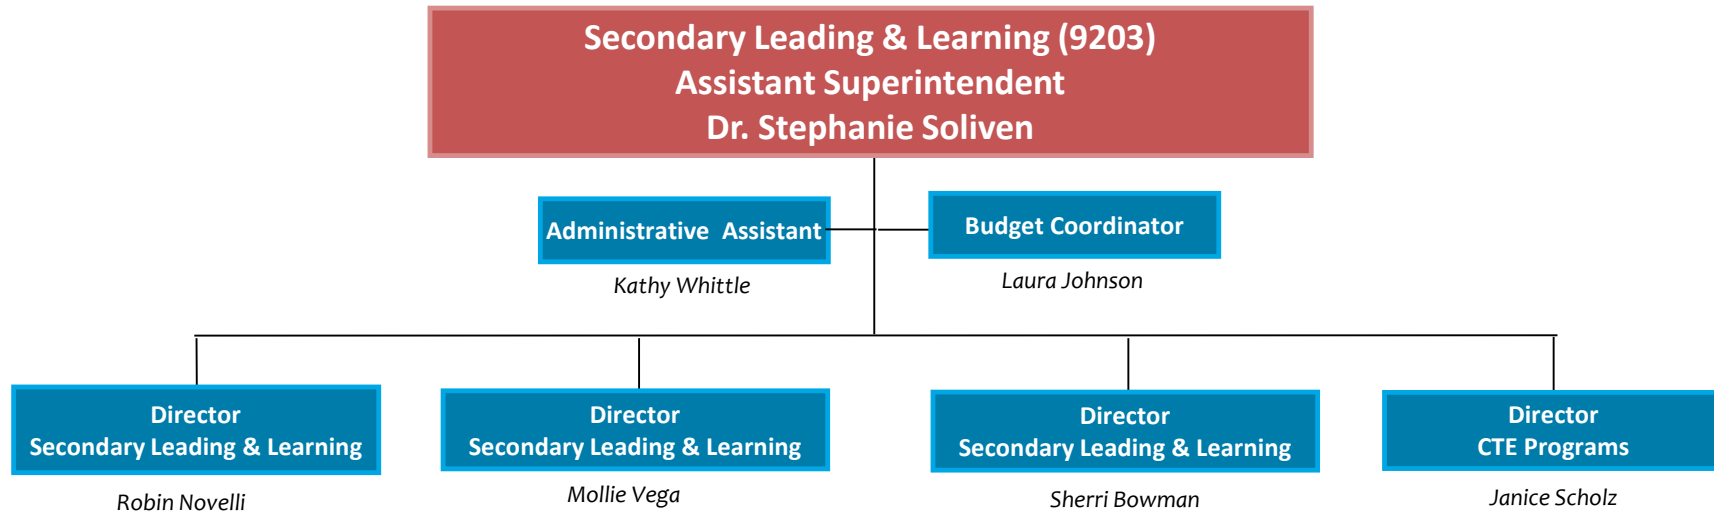 Secondary Leading & Learning (9203)
Assistant Superintendent
Dr. Stephanie Soliven
Administrative  Assistant
Kathy Whittle
Budget Coordinator
Laura Johnson
Director
Secondary Leading & Learning
Robin Novelli
Director
Secondary Leading & Learning
Mollie Vega
Director
Secondary Leading & Learning
Sherri Bowman
Director
CTE Programs
Janice Scholz